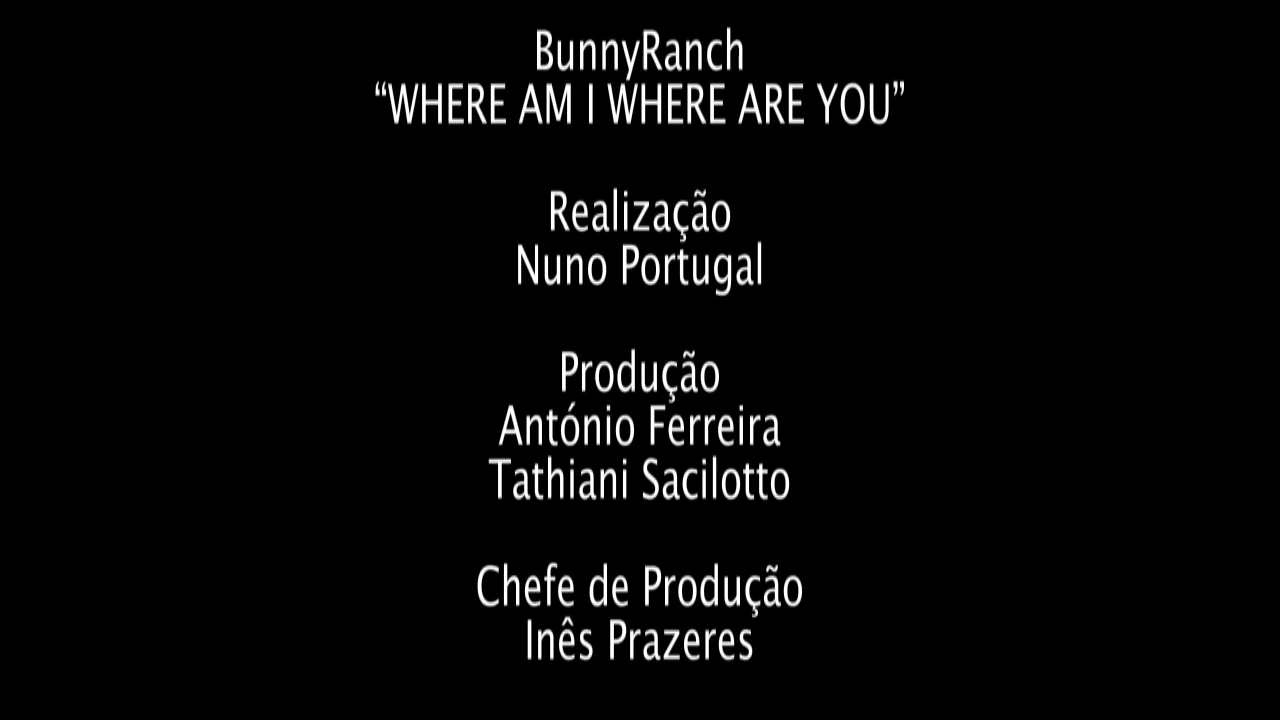 BunnyRanch
“WHERE AM I WHERE ARE YOU”
Realização
Nuno Portugal
Produção
António Ferreira
Tathiani Sacilotto
Chefe de Produção
Inês Prazeres